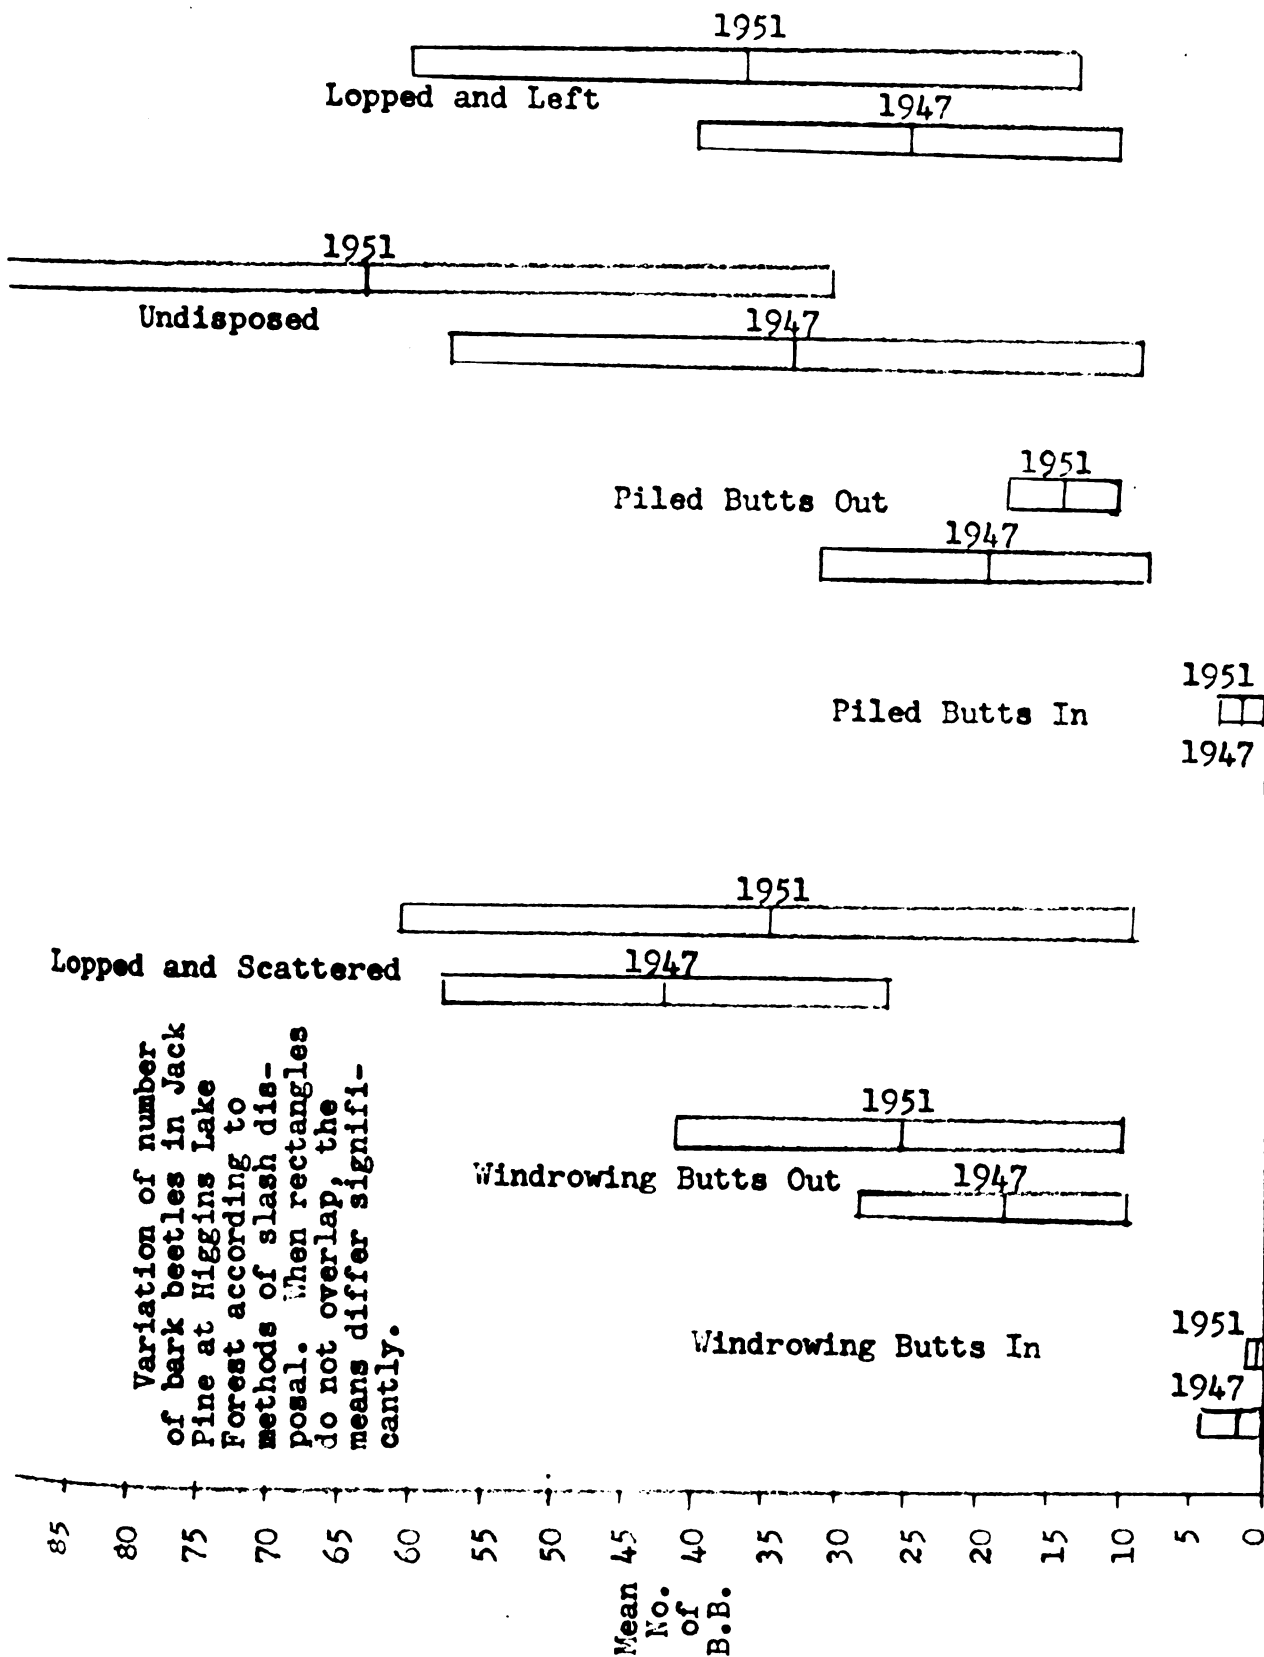 1951
Lopped and Left
1947
1951
Undisposed
1947
1951
Piled Butts Out
1947
1951
Piled Butts In
1947
1951
Lopped and Scattered
1947
1951
Windrowing Butts Out
1947
1951
Windrowing Butts In
1947
Variation of number
of bark beetles in Jack
Pine at Higgins Lake
Forest according to
methods of slash dis-
posal. When rectangles
do not overlap, the
means differ signifi-
cantly.
85 80 75 70 65 60 55 50 45 40 35 30 25 20 15 10 5 0
Mean
No.
of
B.B.